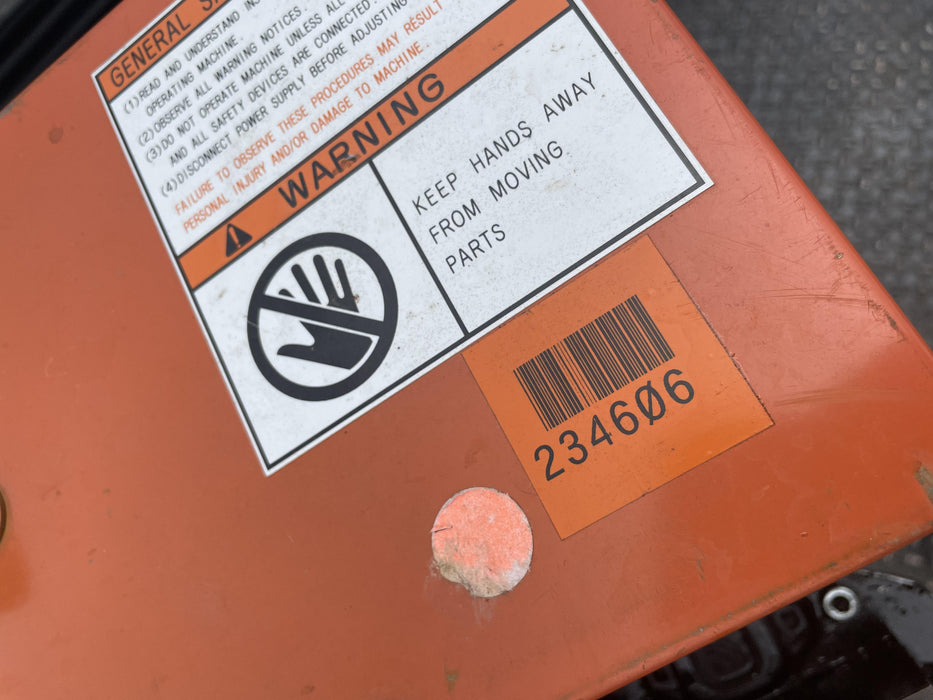 GENERAL
(1) READ AND UNDERSTAND
OPERATING MACHINE.
(2) OBSERVE ALL WARNING NOTICES.
(3) DO NOT OPERATE MACHINE UNLESS ALL
AND ALL SAFETY DEVICES ARE CONNECTED.
(4) DISCONNECT POWER SUPPLY BEFORE ADJUSTING
FAILURE TO OBSERVE THESE PROCEDURES MAY RESULT
PERSONAL INJURY AND/OR DAMAGE TO MACHINE.
WARNING
KEEP HANDS AWAY
FROM MOVING
PARTS
234606